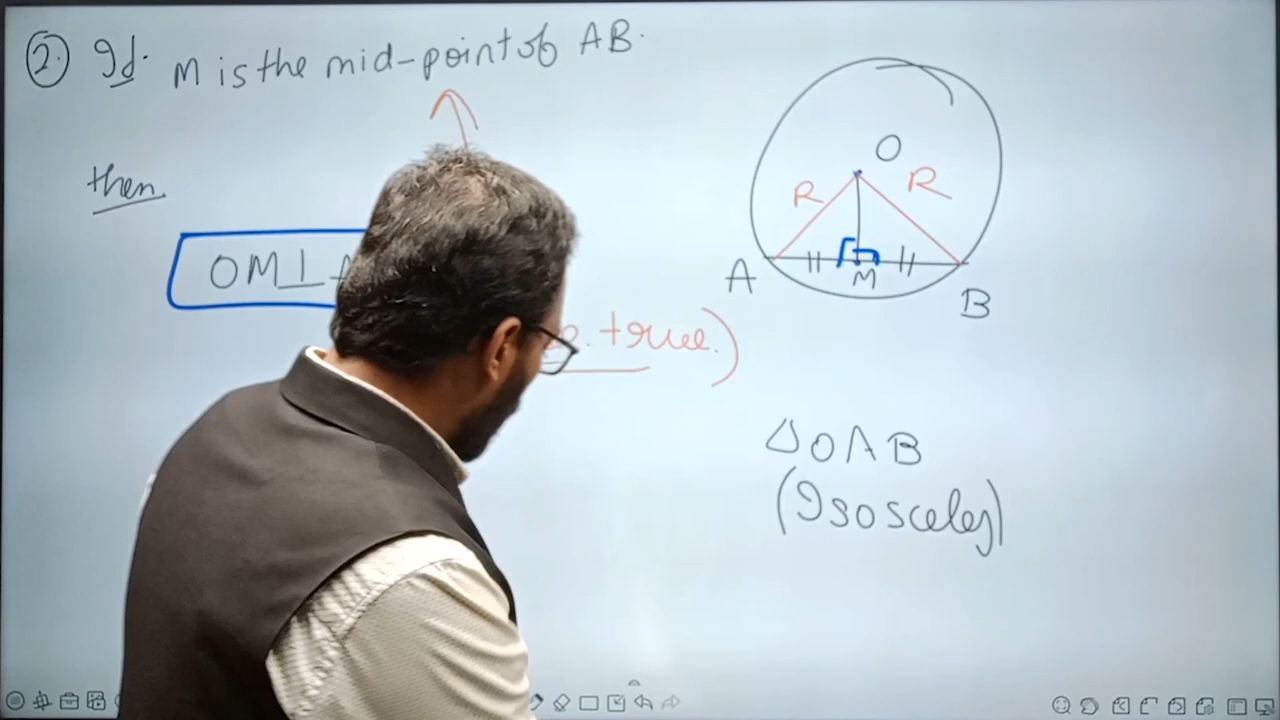 2. If. M is the mid-point of AB.
then
OM⊥
true.)
O
R R
A M B
△OAB
(Isosceles)